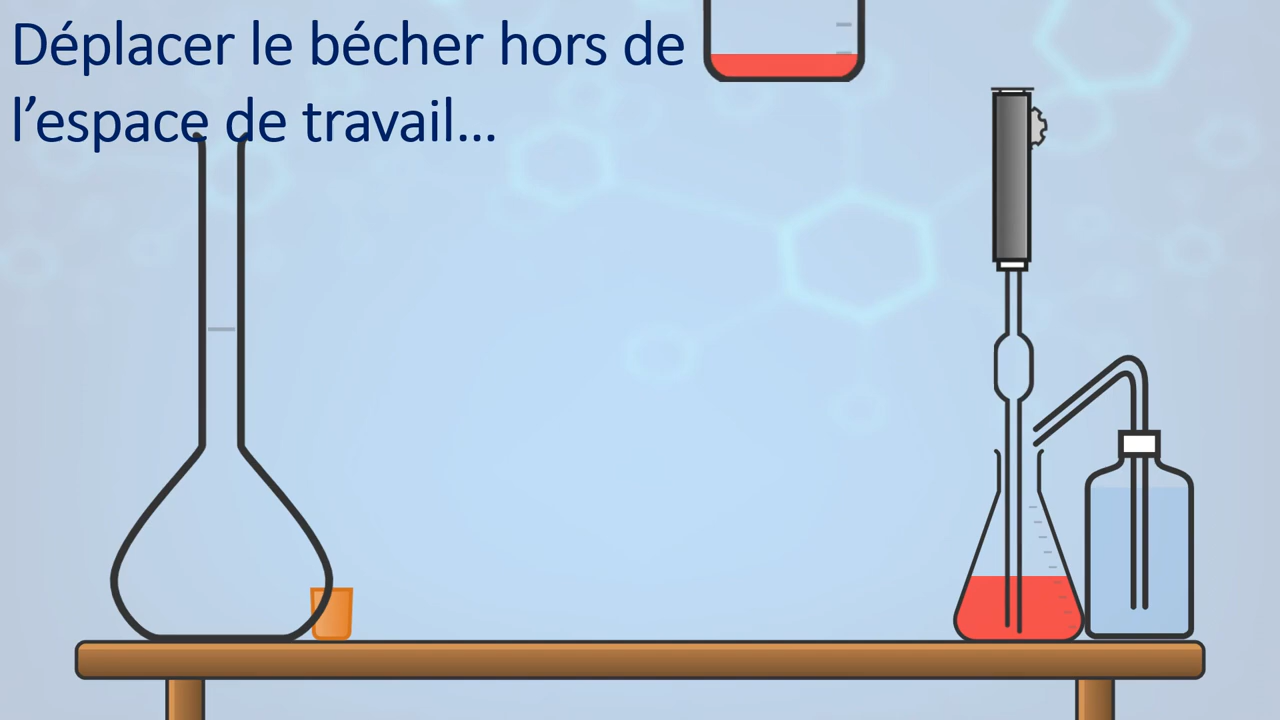 Déplacer le bécher hors de
l’espace de travail…